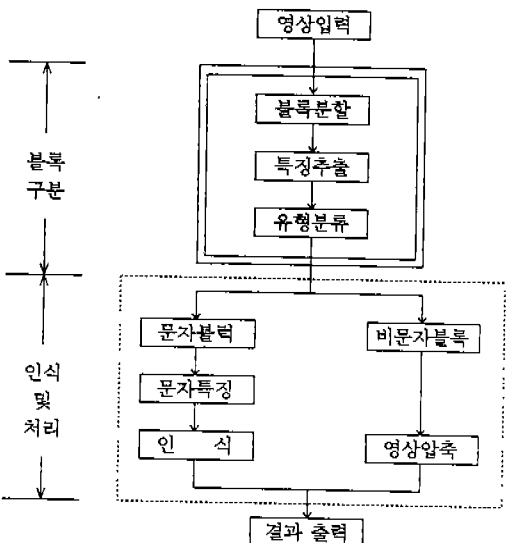 영상입력
블록분할
특징추출
유형분류
블록
구분
문자블럭
비문자블록
문자특징
인 식
영상압축
인식
및
처리
결과 출력